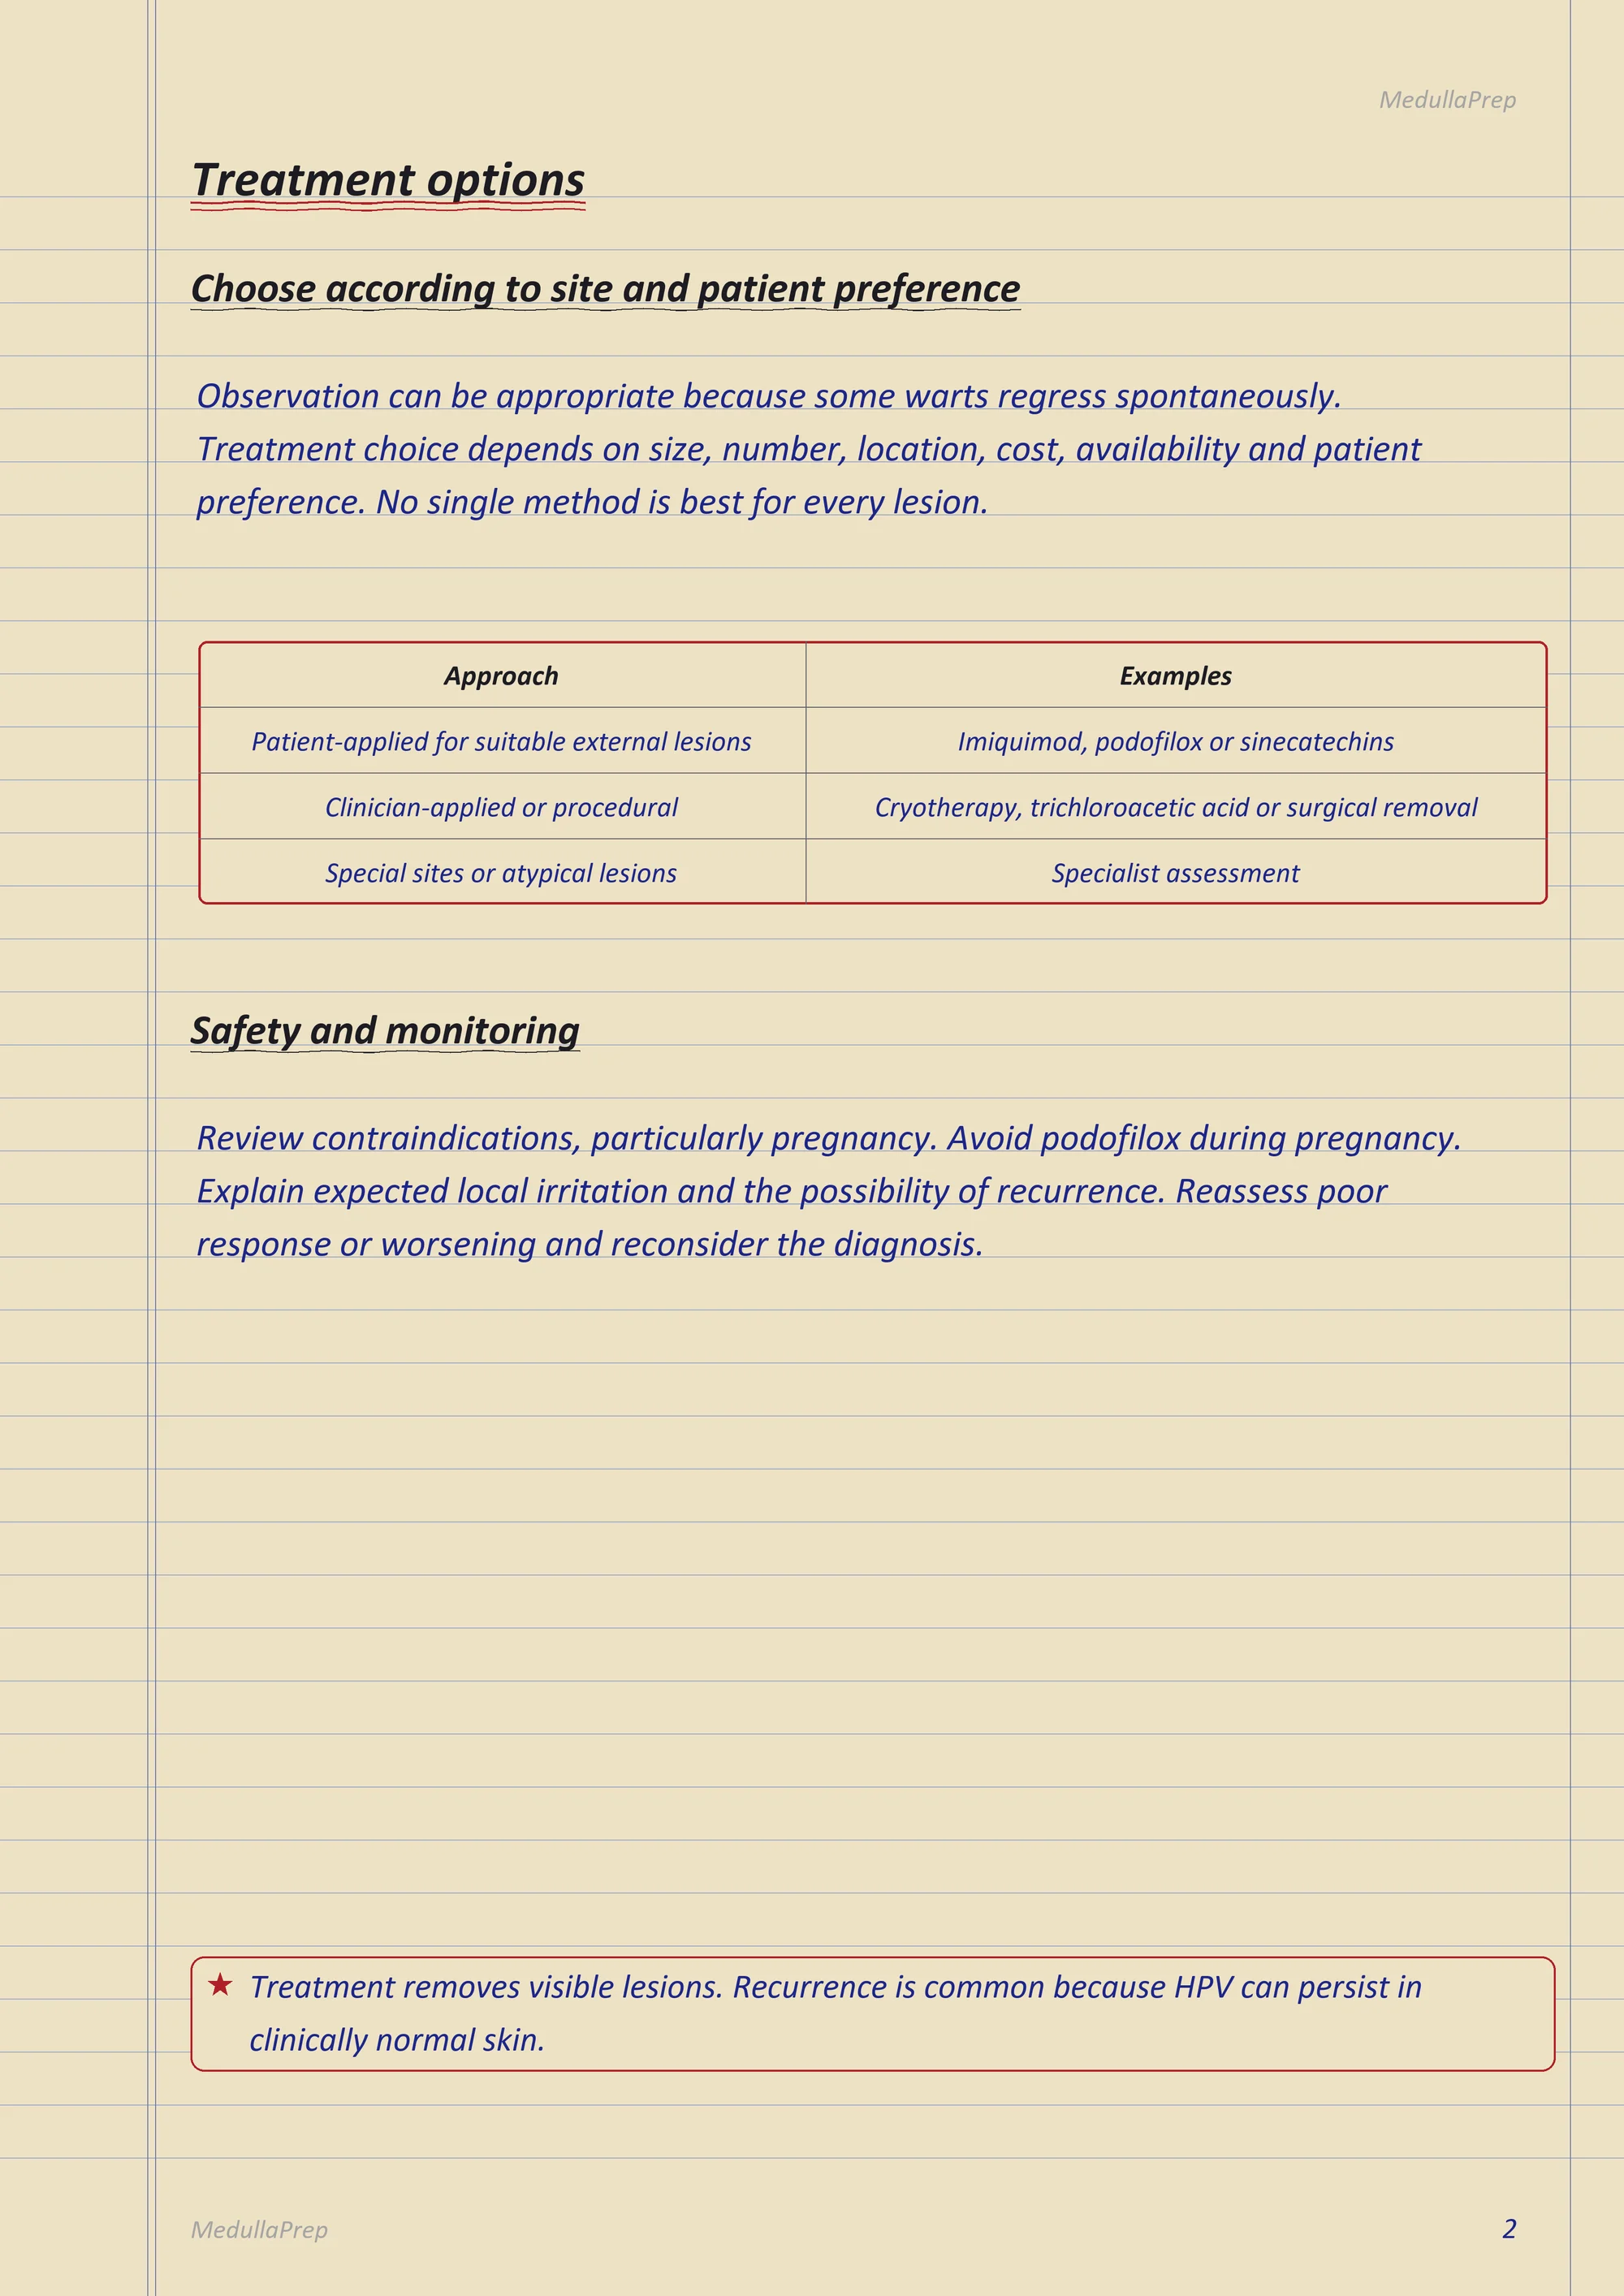 MedullaPrep
Treatment options
Choose according to site and patient preference
Observation can be appropriate because some warts regress spontaneously.
Treatment choice depends on size, number, location, cost, availability and patient
preference. No single method is best for every lesion.
Approach Examples
Patient-applied for suitable external lesions Imiquimod, podofilox or sinecatechins
Clinician-applied or procedural Cryotherapy, trichloroacetic acid or surgical removal
Special sites or atypical lesions Specialist assessment
Safety and monitoring
Review contraindications, particularly pregnancy. Avoid podofilox during pregnancy.
Explain expected local irritation and the possibility of recurrence. Reassess poor
response or worsening and reconsider the diagnosis.
★ Treatment removes visible lesions. Recurrence is common because HPV can persist in
clinically normal skin.
MedullaPrep 2